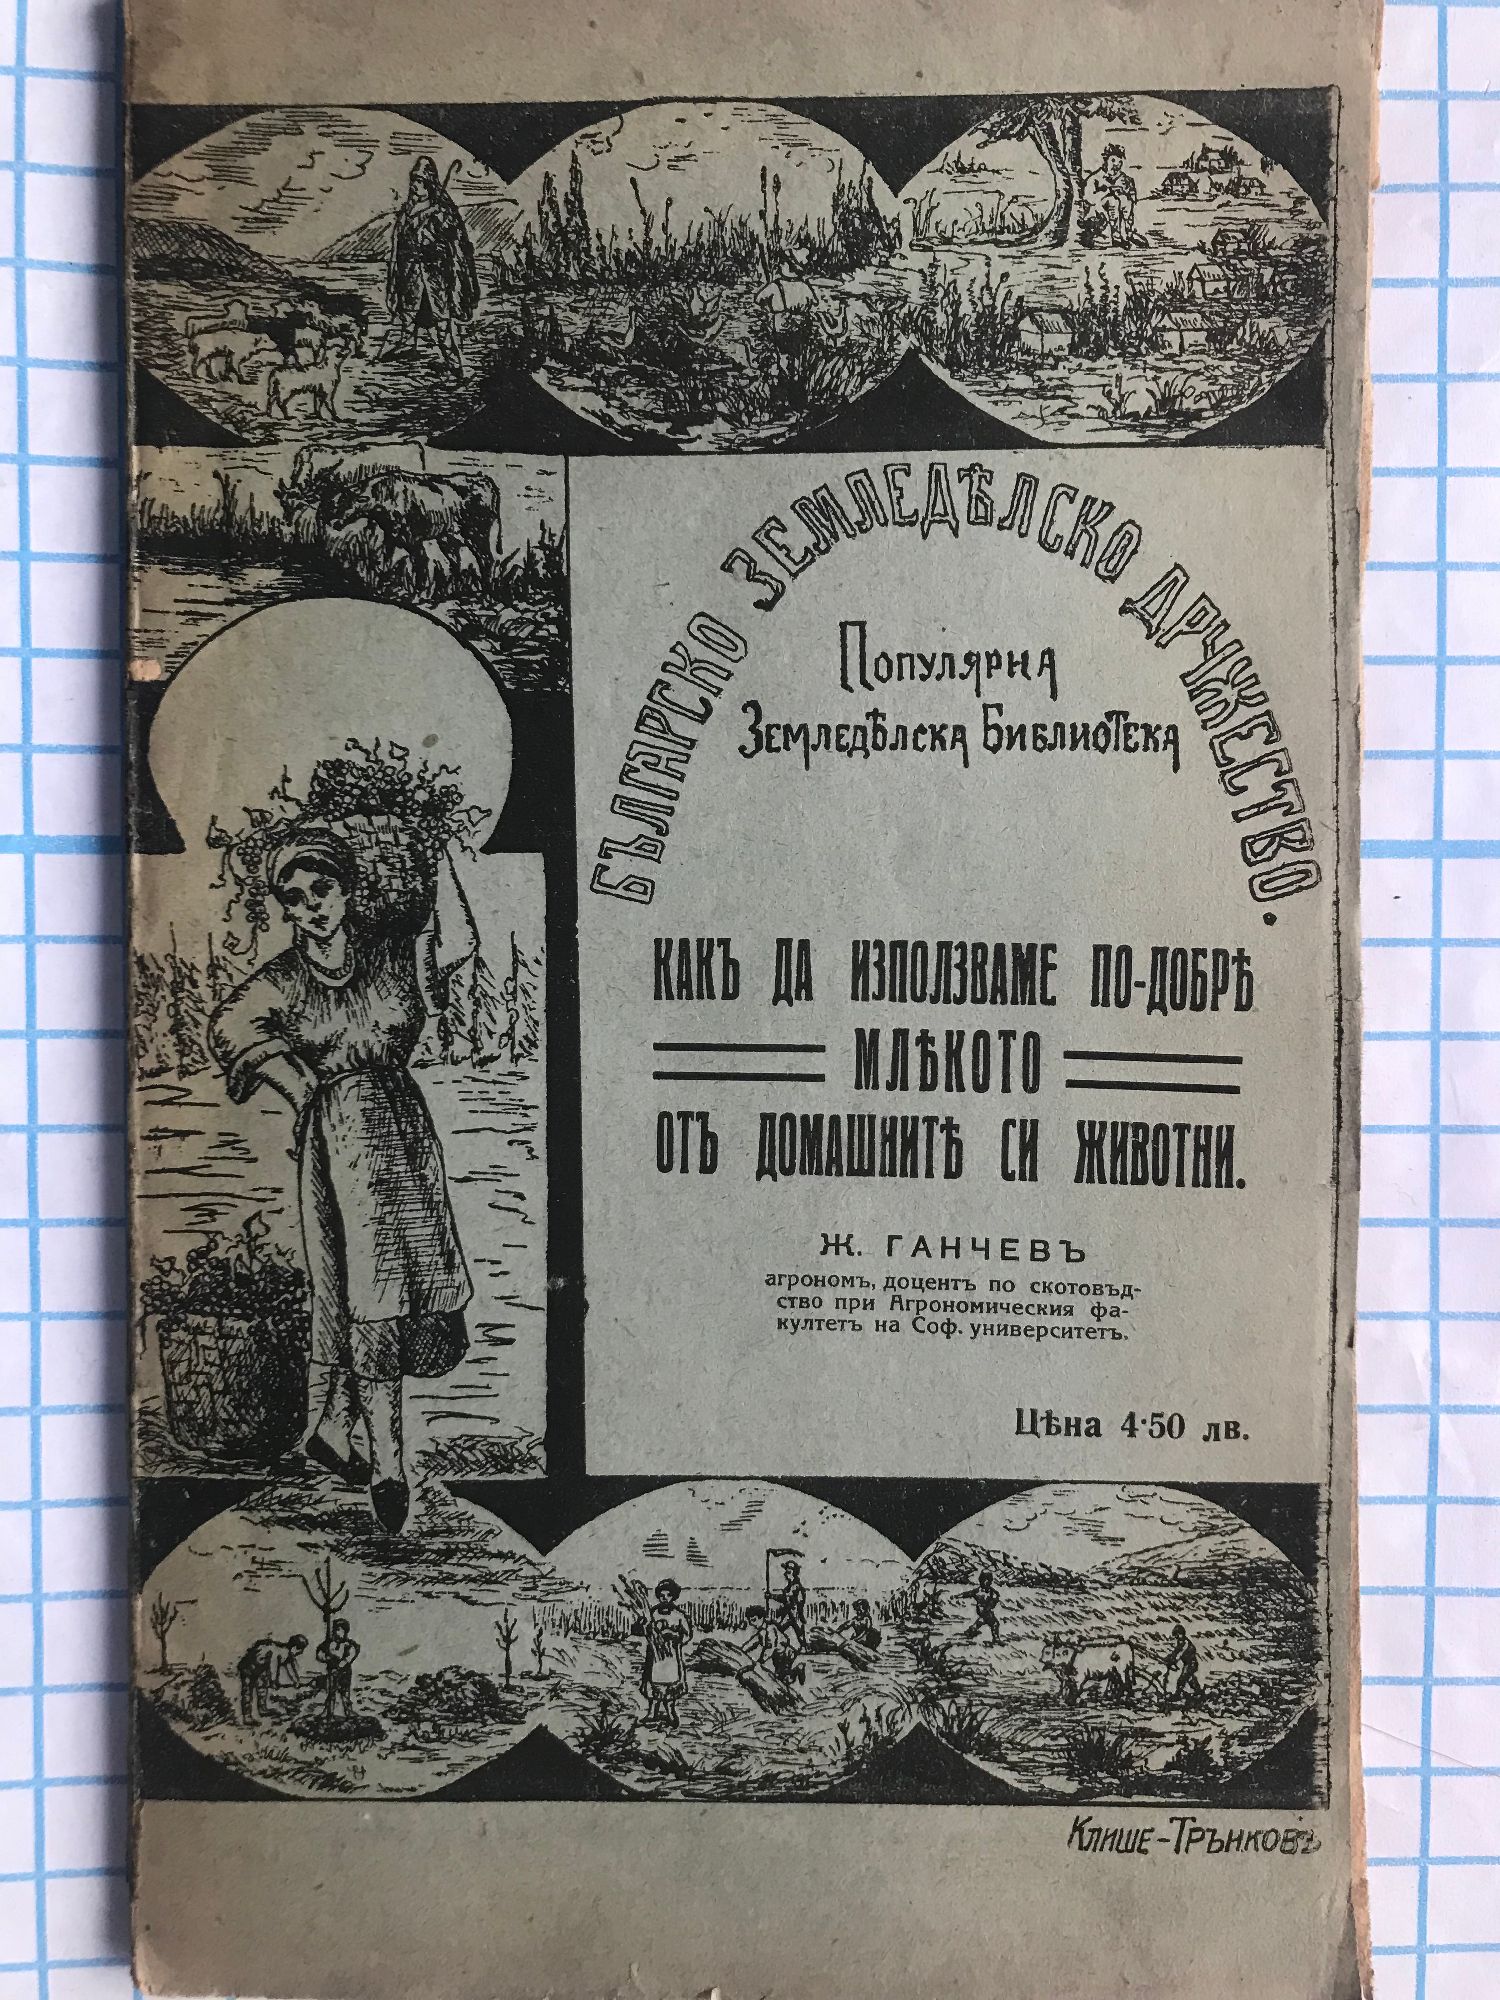 БЪЛГАРСКО ЗЕМЛЕДѢЛСКО ДРУЖЕСТВО.
Популярна
Земледѣлска Библиотека
КАКЪ ДА ИЗПОЛЗВАМЕ ПО-ДОБРѢ
МЛѢКОТО
ОТЪ ДОМАШНИТѢ СИ ЖИВОТНИ.
Ж. ГАНЧЕВЪ
агрономъ, доцентъ по скотовъд-
ство при Агрономическия фа-
култетъ на Соф. университетъ.
Цѣна 4·50 лв.
Клише-Трънковъ